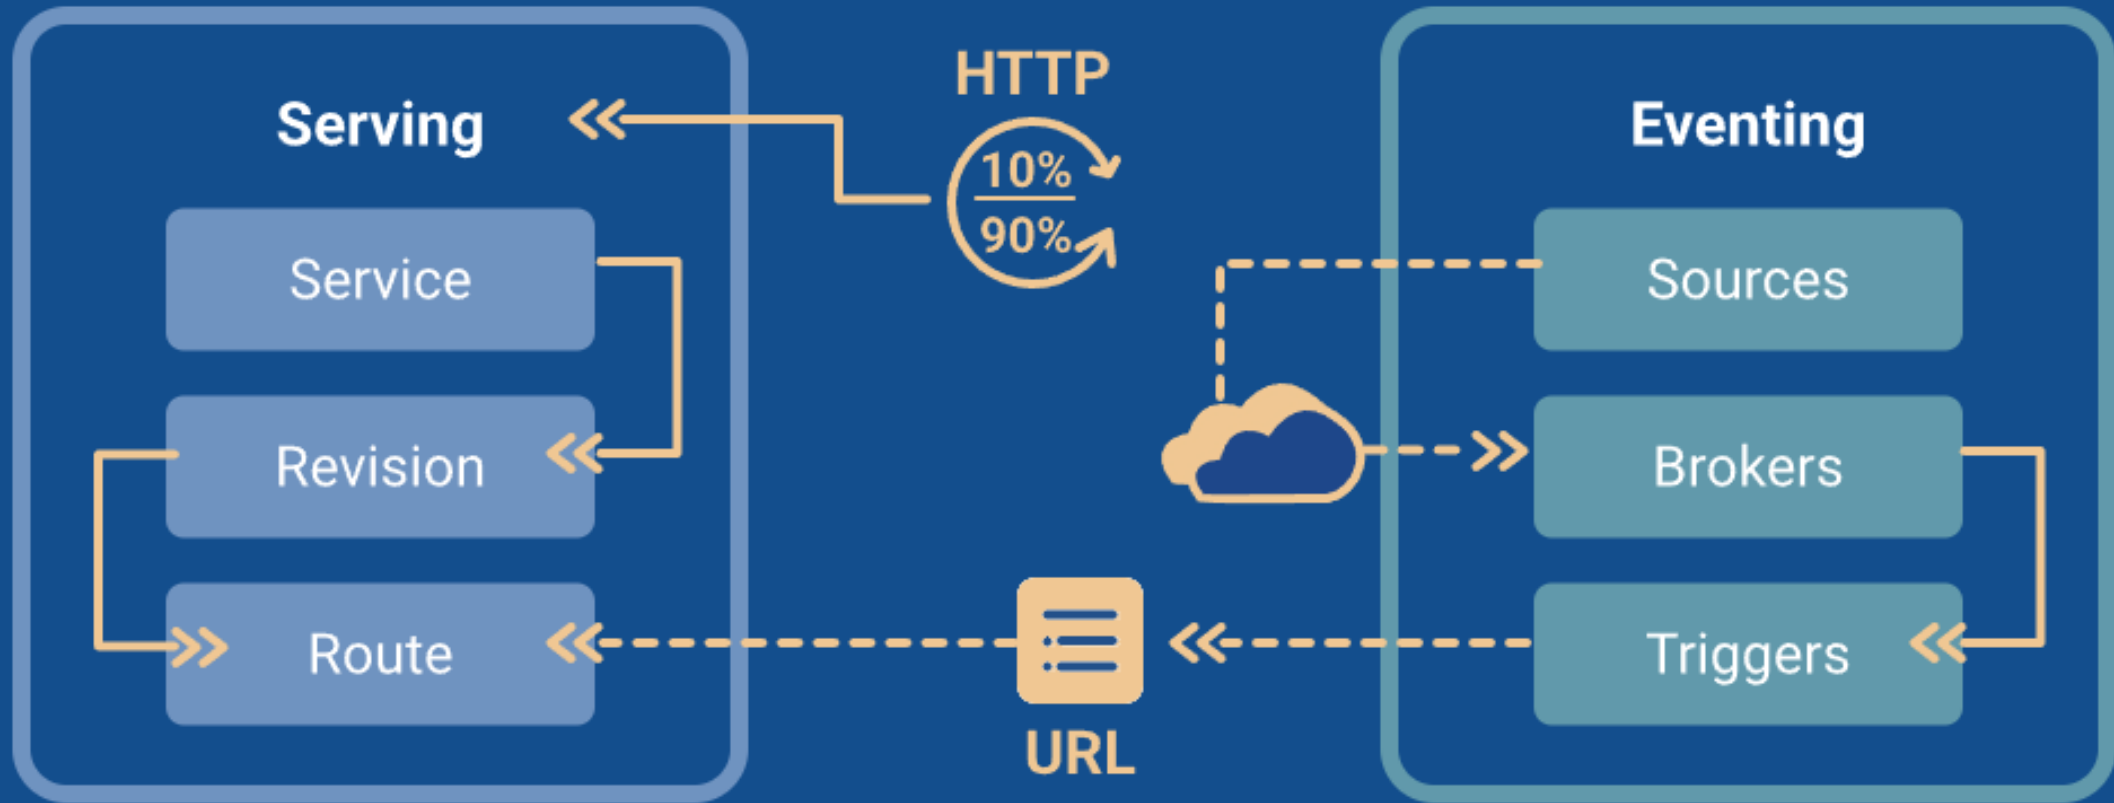 Serving
Service
Revision
Route
HTTP
10%
90%
URL
Eventing
Sources
Brokers
Triggers